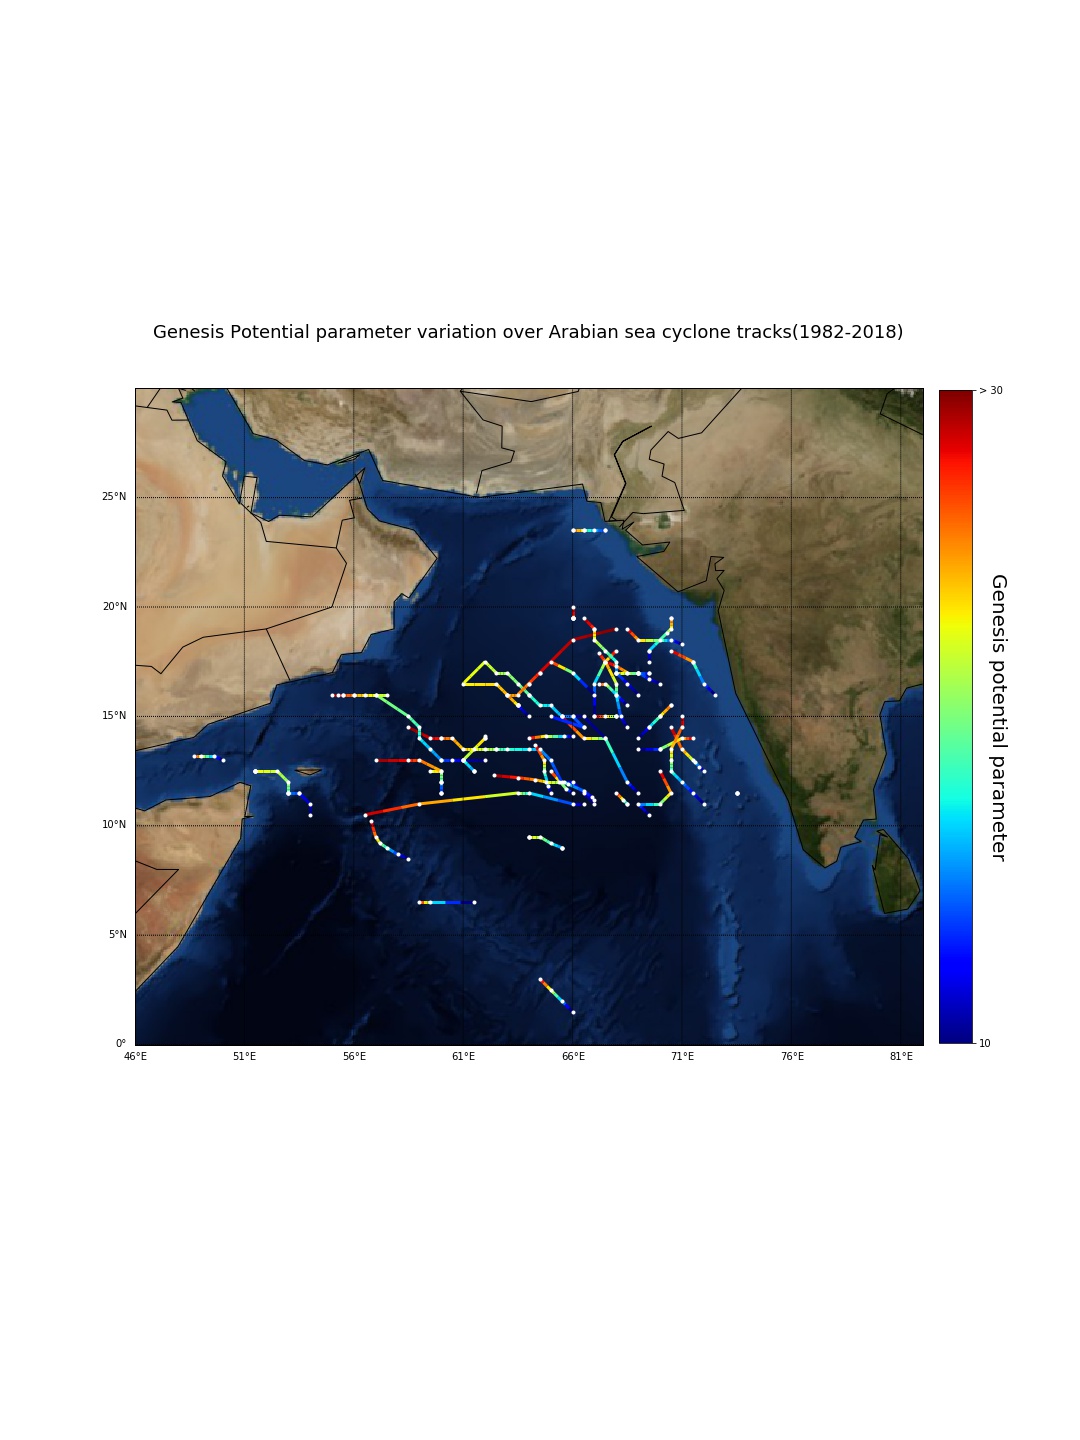 Genesis Potential parameter variation over Arabian sea cyclone tracks(1982-2018)
> 30
25°N
20°N
Genesis potential parameter
15°N
10°N
5°N
0°
10
46°E 51°E 56°E 61°E 66°E 71°E 76°E 81°E